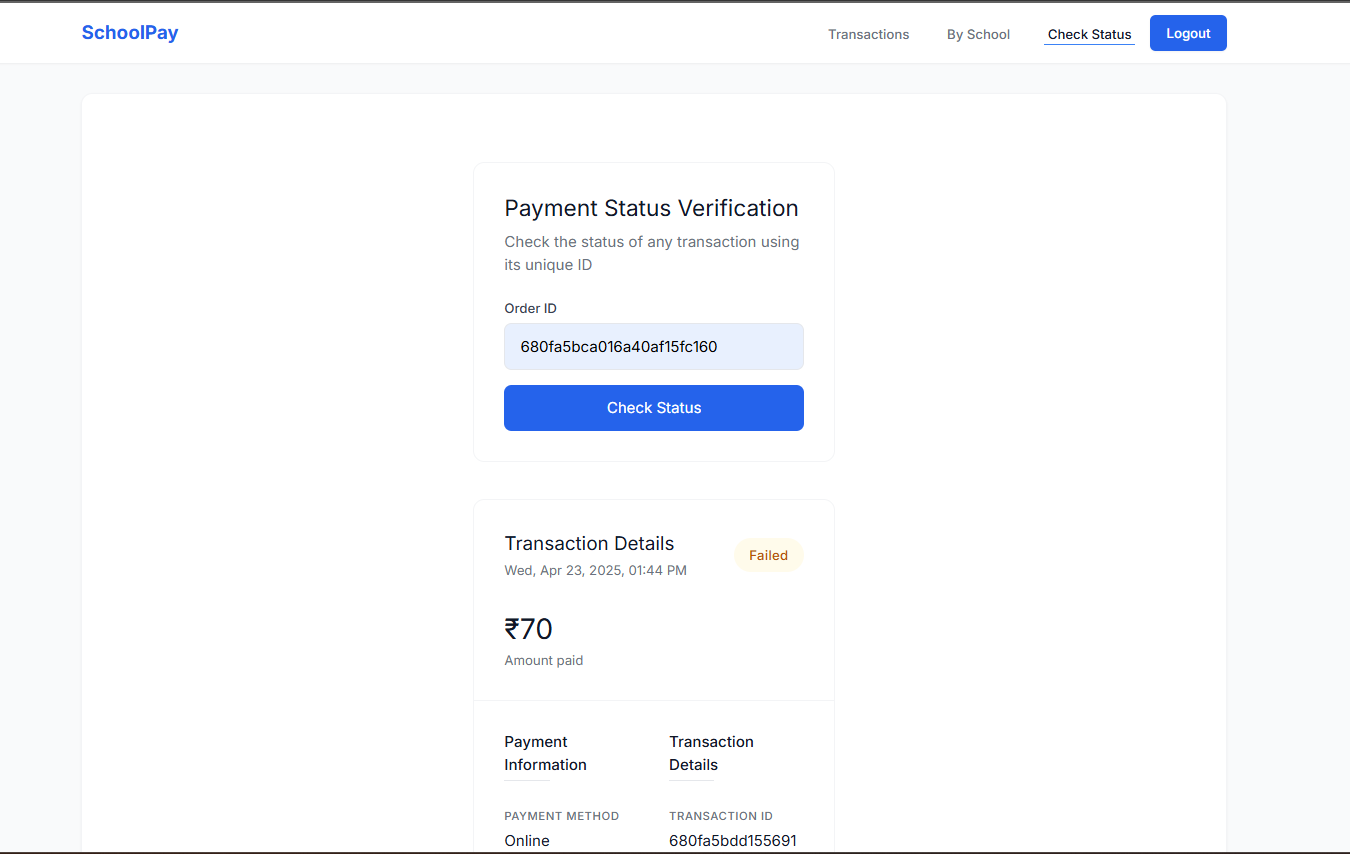 SchoolPay
Transactions
By School
Check Status
Logout
Payment Status Verification
Check the status of any transaction using
its unique ID
Order ID
680fa5bca016a40af15fc160
Check Status
Transaction Details
Failed
Wed, Apr 23, 2025, 01:44 PM
₹70
Amount paid
Payment
Information
Transaction
Details
PAYMENT METHOD
TRANSACTION ID
Online
680fa5bdd155691